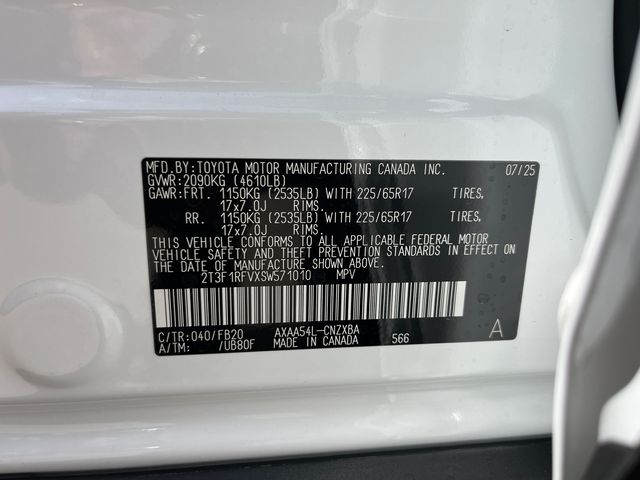 MFD.BY:TOYOTA MOTOR MANUFACTURING CANADA INC. 07/25
GVWR:2090KG (4610LB)
GAWR:FRT. 1150KG (2535LB) WITH 225/65R17 TIRES,
17x7.0J RIMS.
RR. 1150KG (2535LB) WITH 225/65R17 TIRES,
17x7.0J RIMS.
THIS VEHICLE CONFORMS TO ALL APPLICABLE FEDERAL MOTOR
VEHICLE SAFETY AND THEFT PREVENTION STANDARDS IN EFFECT ON
THE DATE OF MANUFACTURE SHOWN ABOVE.
2T3F1RFVXSW571010 MPV
C/TR:040/FB20 AXAA54L-CNZXBA
A/TM: /UB80F MADE IN CANADA 566 A